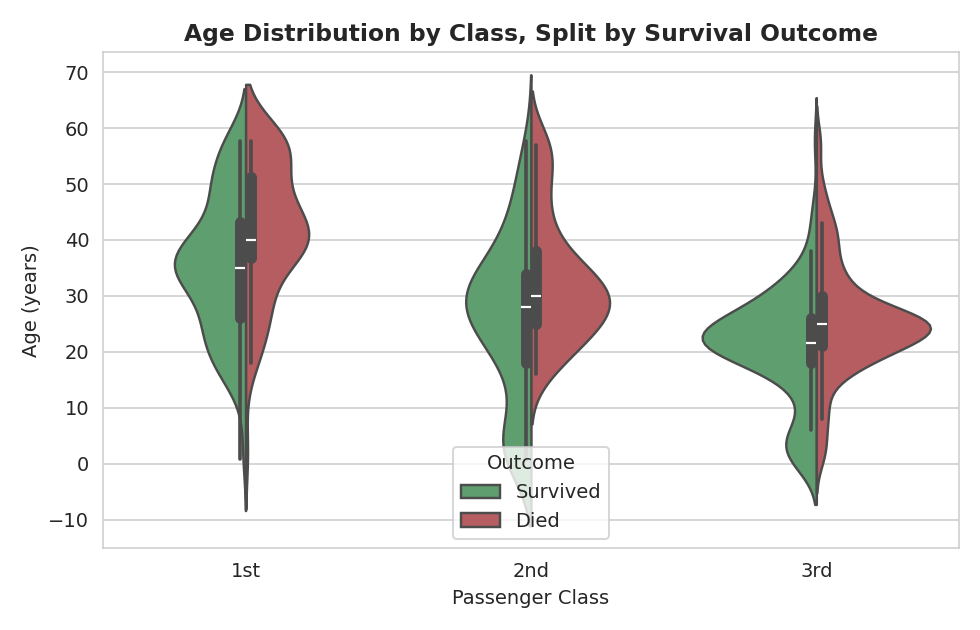 Age Distribution by Class, Split by Survival Outcome
Age (years)
70
60
50
40
30
20
10
0
−10
Outcome
Survived
Died
1st 2nd 3rd
Passenger Class